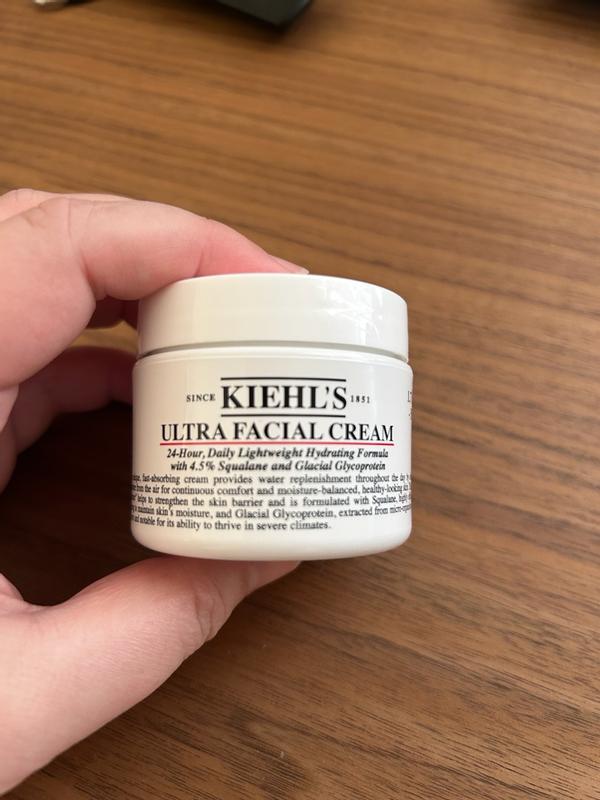 SINCE KIEHL'S 1851
ULTRA FACIAL CREAM
24-Hour, Daily Lightweight Hydrating Formula
with 4.5% Squalane and Glacial Glycoprotein
fast-absorbing cream provides water replenishment throughout the day
from the air for continuous comfort and moisture-balanced, healthy-looking
helps to strengthen the skin barrier and is formulated with Squalane,
maintain skin's moisture, and Glacial Glycoprotein, extracted from
and notable for its ability to thrive in severe climates.